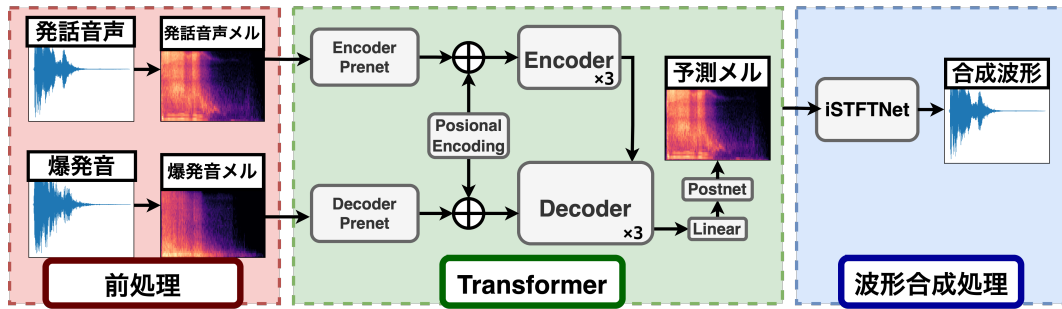 発話音声
発話音声メル
爆発音
爆発音メル
前処理
Encoder
Prenet
Encoder
×3
Posional
Encoding
Decoder
Prenet
Decoder
×3
予測メル
Postnet
Linear
Transformer
iSTFTNet
合成波形
波形合成処理